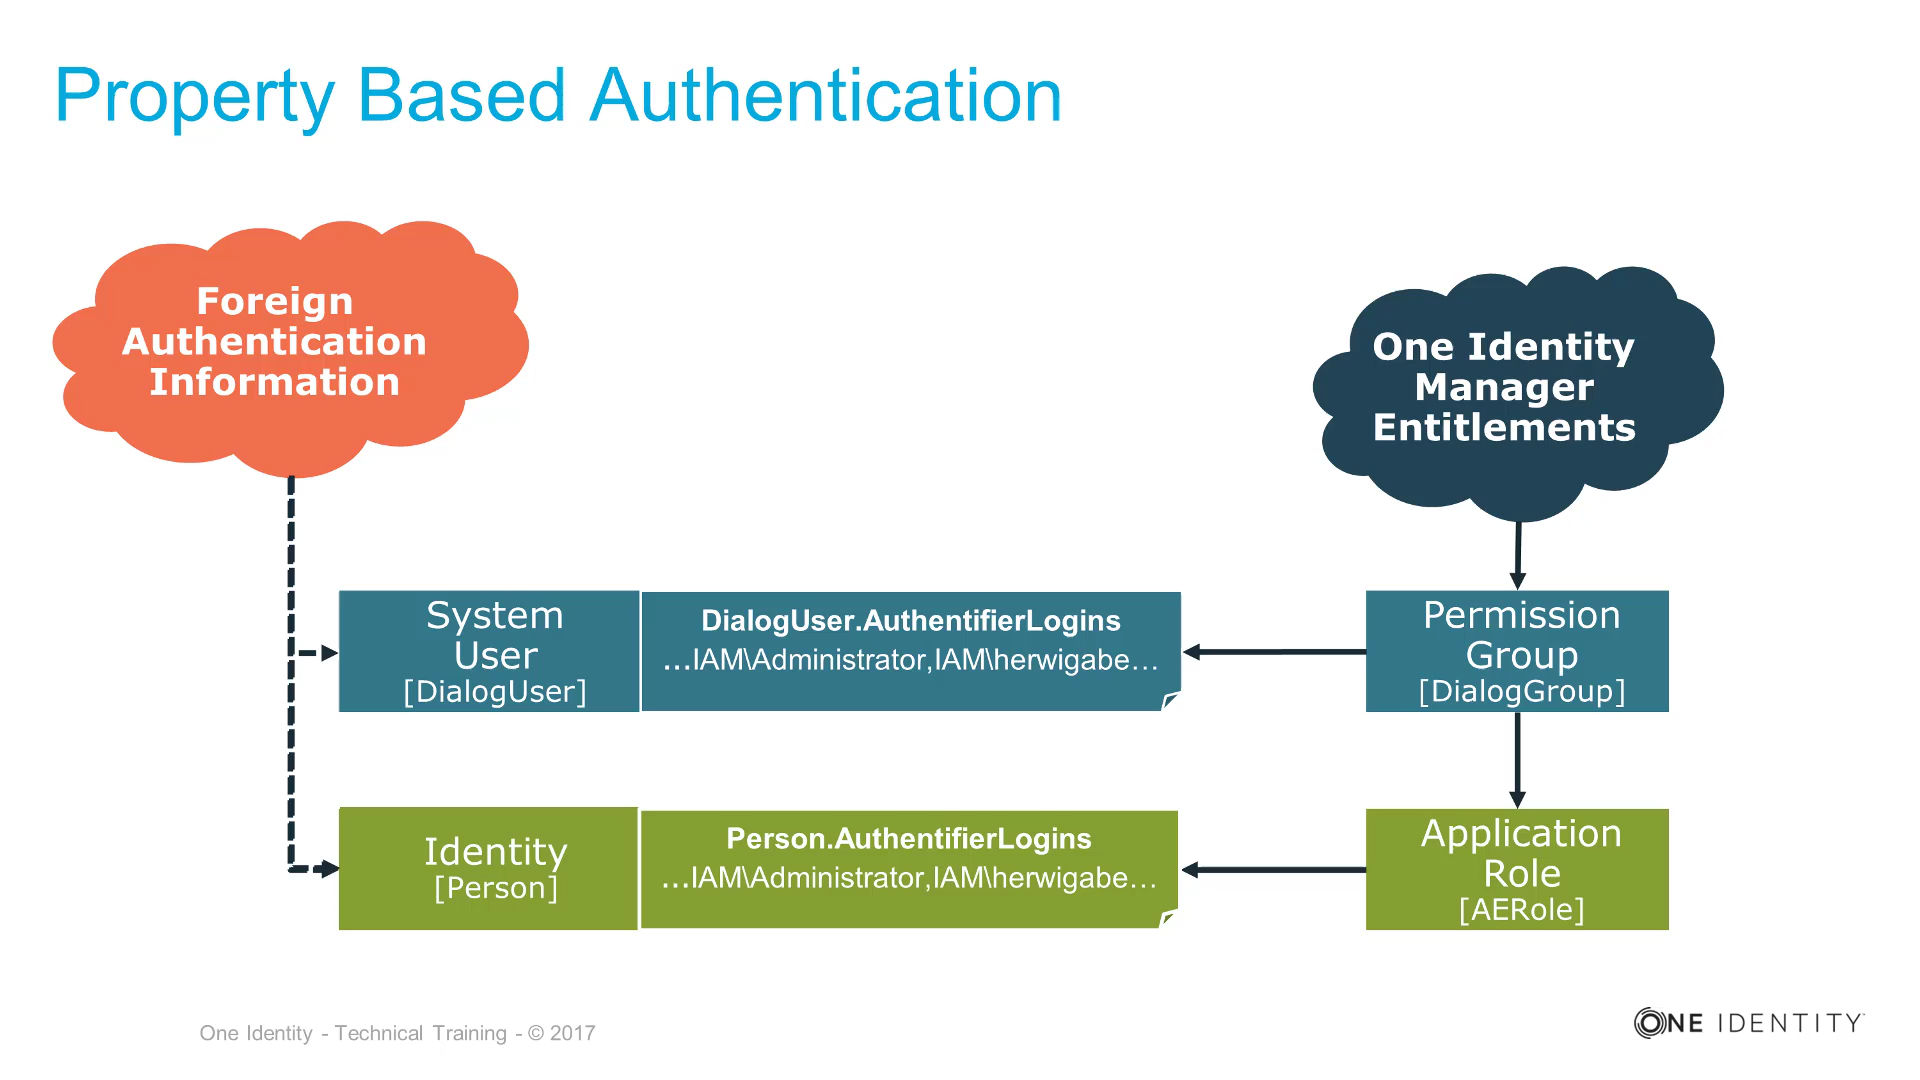 Property Based Authentication
Foreign
Authentication
Information
One Identity
Manager
Entitlements
System
User
[DialogUser]
DialogUser.AuthentifierLogins
...IAM\Administrator,IAM\herwigabe...
Permission
Group
[DialogGroup]
Identity
[Person]
Person.AuthentifierLogins
...IAM\Administrator,IAM\herwigabe...
Application
Role
[AERole]
One Identity - Technical Training - © 2017
ONE IDENTITY